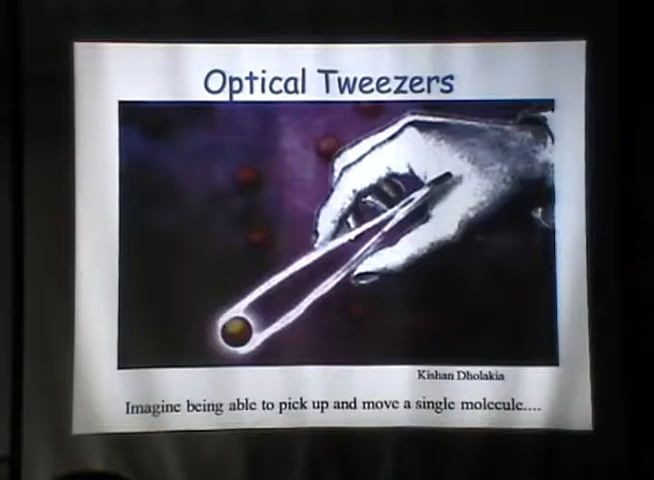 Optical Tweezers
Kishan Dholakia
Imagine being able to pick up and move a single molecule....